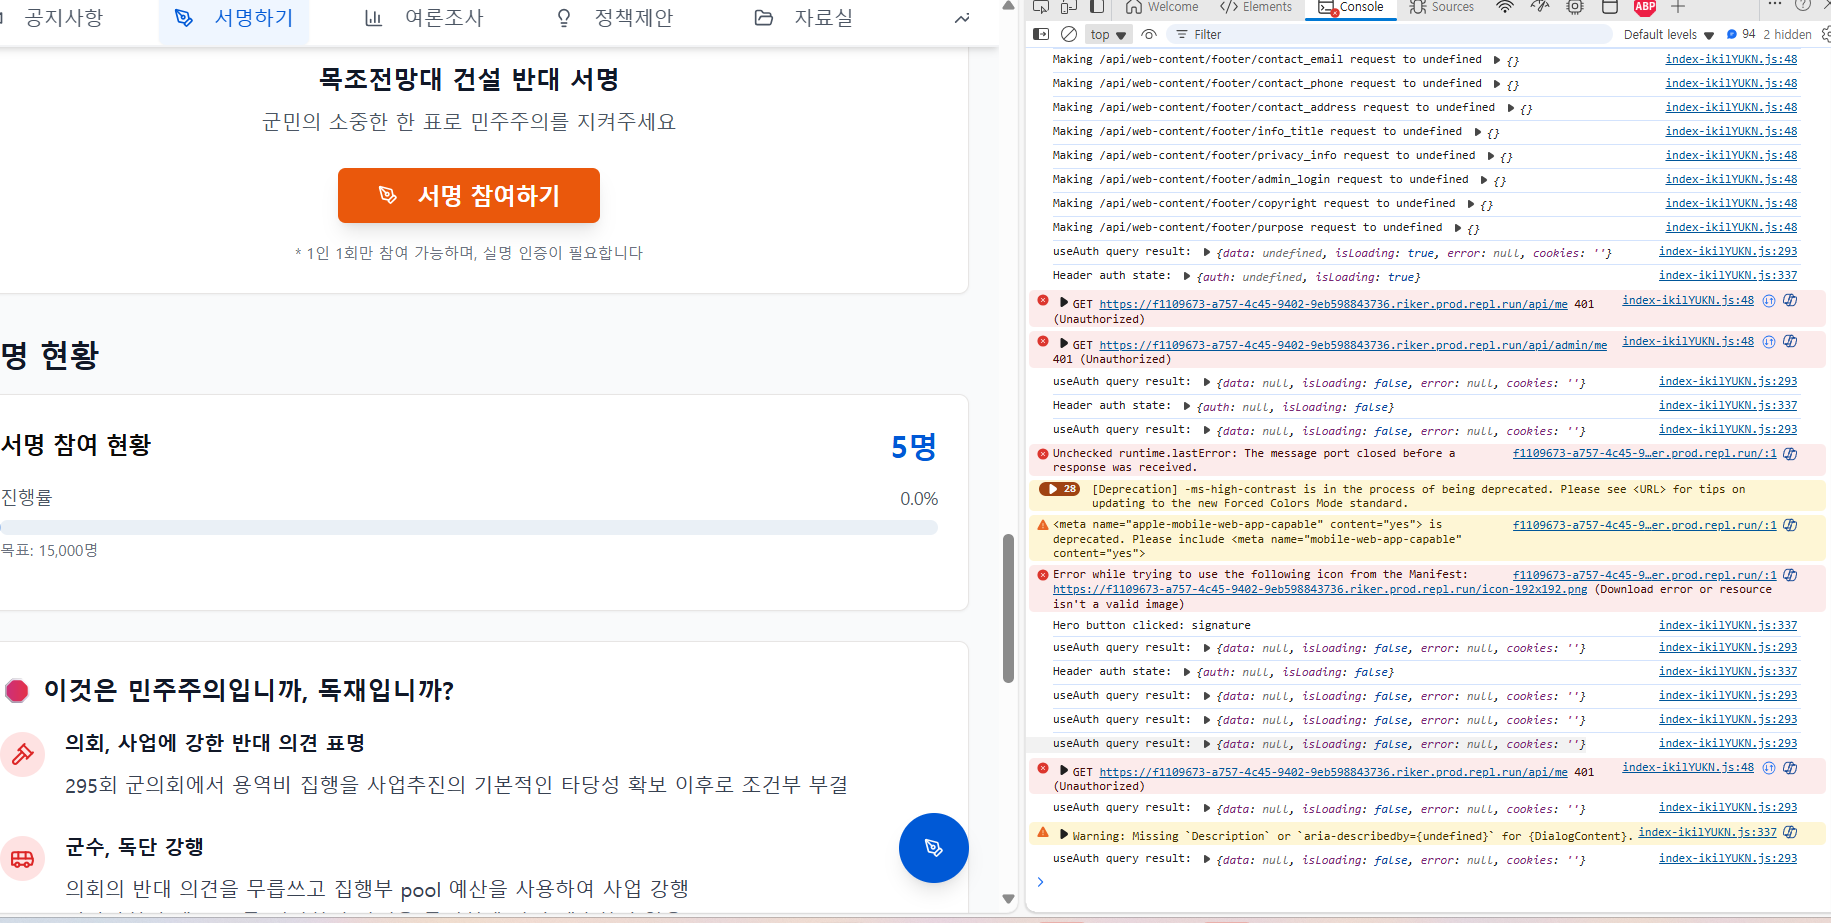 공지사항
서명하기
여론조사
정책제안
자료실
목조전망대 건설 반대 서명
군민의 소중한 한 표로 민주주의를 지켜주세요
서명 참여하기
* 1인 1회만 참여 가능하며, 실명 인증이 필요합니다
명 현황
서명 참여 현황
5명
진행률
0.0%
목표: 15,000명
이것은 민주주의입니까, 독재입니까?
의회, 사업에 강한 반대 의견 표명
295회 군의회에서 용역비 집행을 사업추진의 기본적인 타당성 확보 이후로 조건부 부결
군수, 독단 강행
의회의 반대 의견을 무릅쓰고 집행부 pool 예산을 사용하여 사업 강행
Welcome
Elements
Console
Sources
ABP
top
Filter
Default levels
94
2 hidden
Making /api/web-content/footer/contact_email request to undefined ▶ {} index-ikilYUKN.js:48
Making /api/web-content/footer/contact_phone request to undefined ▶ {} index-ikilYUKN.js:48
Making /api/web-content/footer/contact_address request to undefined ▶ {} index-ikilYUKN.js:48
Making /api/web-content/footer/info_title request to undefined ▶ {} index-ikilYUKN.js:48
Making /api/web-content/footer/privacy_info request to undefined ▶ {} index-ikilYUKN.js:48
Making /api/web-content/footer/admin_login request to undefined ▶ {} index-ikilYUKN.js:48
Making /api/web-content/footer/copyright request to undefined ▶ {} index-ikilYUKN.js:48
Making /api/web-content/footer/purpose request to undefined ▶ {} index-ikilYUKN.js:48
useAuth query result: ▶ {data: undefined, isLoading: true, error: null, cookies: ''} index-ikilYUKN.js:293
Header auth state: ▶ {auth: undefined, isLoading: true} index-ikilYUKN.js:337
▶ GET https://f1109673-a757-4c45-9402-9eb598843736.riker.prod.repl.run/api/me 401 index-ikilYUKN.js:48
(Unauthorized)
▶ GET https://f1109673-a757-4c45-9402-9eb598843736.riker.prod.repl.run/api/admin/me index-ikilYUKN.js:48
401 (Unauthorized)
useAuth query result: ▶ {data: null, isLoading: false, error: null, cookies: ''} index-ikilYUKN.js:293
Header auth state: ▶ {auth: null, isLoading: false} index-ikilYUKN.js:337
useAuth query result: ▶ {data: null, isLoading: false, error: null, cookies: ''} index-ikilYUKN.js:293
Unchecked runtime.lastError: The message port closed before a f1109673-a757-4c45-9…er.prod.repl.run/:1
response was received.
▶ 28 [Deprecation] -ms-high-contrast is in the process of being deprecated. Please see <URL> for tips on
updating to the new Forced Colors Mode standard.
<meta name="apple-mobile-web-app-capable" content="yes"> is f1109673-a757-4c45-9…er.prod.repl.run/:1
deprecated. Please include <meta name="mobile-web-app-capable"
content="yes">
Error while trying to use the following icon from the Manifest: f1109673-a757-4c45-9…er.prod.repl.run/:1
https://f1109673-a757-4c45-9402-9eb598843736.riker.prod.repl.run/icon-192x192.png (Download error or resource
isn't a valid image)
Hero button clicked: signature index-ikilYUKN.js:337
useAuth query result: ▶ {data: null, isLoading: false, error: null, cookies: ''} index-ikilYUKN.js:293
Header auth state: ▶ {auth: null, isLoading: false} index-ikilYUKN.js:337
useAuth query result: ▶ {data: null, isLoading: false, error: null, cookies: ''} index-ikilYUKN.js:293
useAuth query result: ▶ {data: null, isLoading: false, error: null, cookies: ''} index-ikilYUKN.js:293
useAuth query result: ▶ {data: null, isLoading: false, error: null, cookies: ''} index-ikilYUKN.js:293
▶ GET https://f1109673-a757-4c45-9402-9eb598843736.riker.prod.repl.run/api/me 401 index-ikilYUKN.js:48
(Unauthorized)
useAuth query result: ▶ {data: null, isLoading: false, error: null, cookies: ''} index-ikilYUKN.js:293
▶ Warning: Missing `Description` or `aria-describedby={undefined}` for {DialogContent}. index-ikilYUKN.js:337
useAuth query result: ▶ {data: null, isLoading: false, error: null, cookies: ''} index-ikilYUKN.js:293